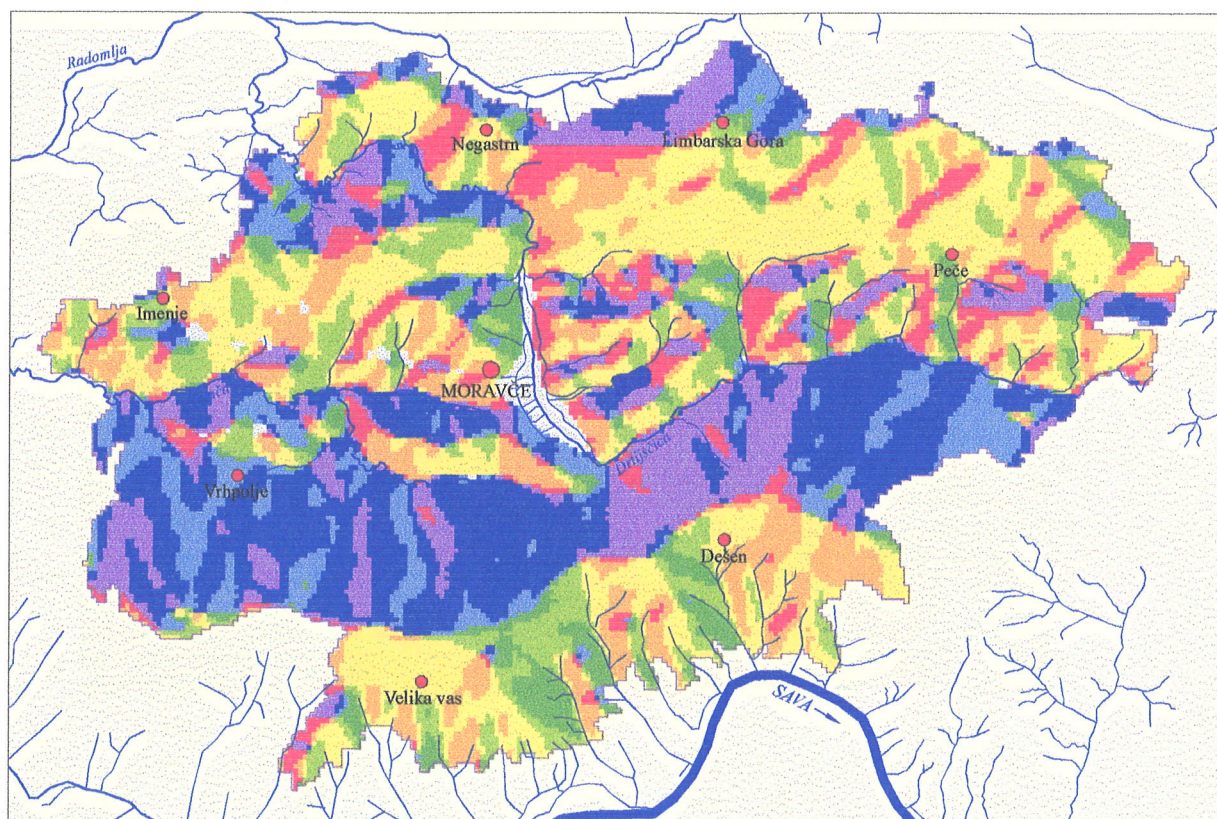 Radomlja
Negastrn
Limbarska Gora
Peče
Imenje
MORAVČE
Drtijščica
Vrhpolje
Dešen
Velika vas
SAVA